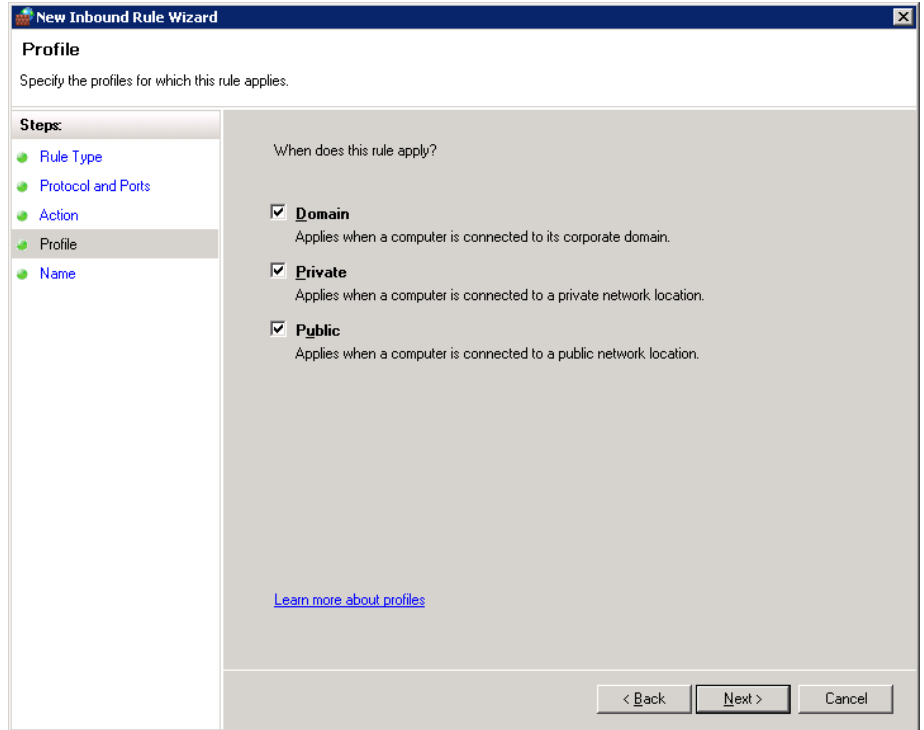 New Inbound Rule Wizard
Profile
Specify the profiles for which this rule applies.
Steps:
Rule Type
Protocol and Ports
Action
Profile
Name
When does this rule apply?
Domain
Applies when a computer is connected to its corporate domain.
Private
Applies when a computer is connected to a private network location.
Public
Applies when a computer is connected to a public network location.
Learn more about profiles
< Back
Next >
Cancel